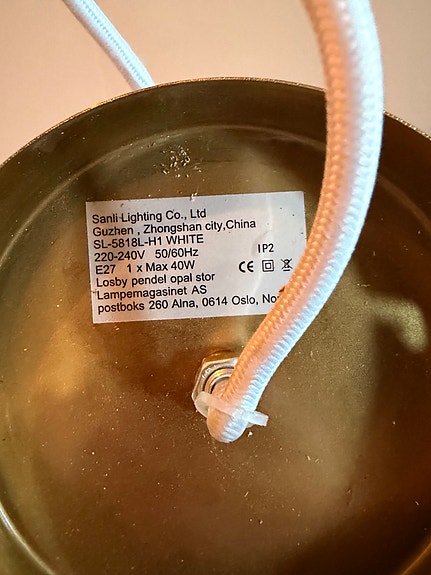 Sanli Lighting Co., Ltd
Guzhen , Zhongshan city,China
SL-5818L-H1 WHITE
220-240V 50/60Hz IP2
E27 1 x Max 40W CE
Losby pendel opal stor
Lampemagasinet AS
postboks 260 Alna, 0614 Oslo,